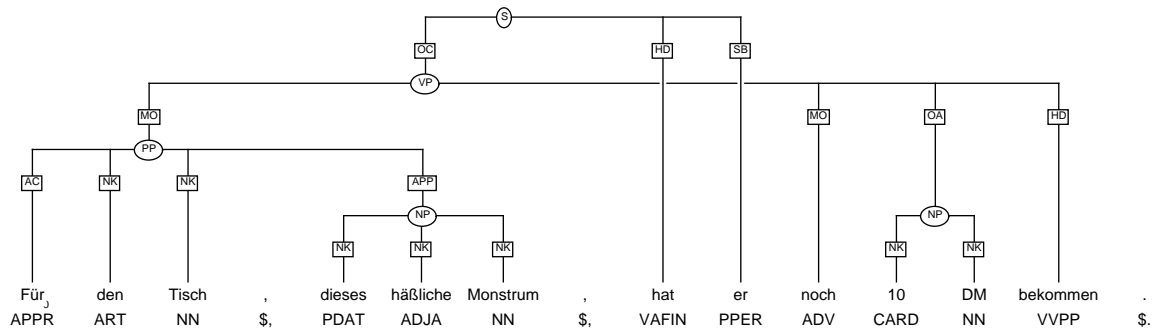 S
OC HD SB
VP
MO MO OA HD
PP
AC NK NK APP
NP NP
NK NK NK NK NK
Für den Tisch , dieses häßliche Monstrum , hat er noch 10 DM bekommen .
APPR ART NN $, PDAT ADJA NN $, VAFIN PPER ADV CARD NN VVPP $.